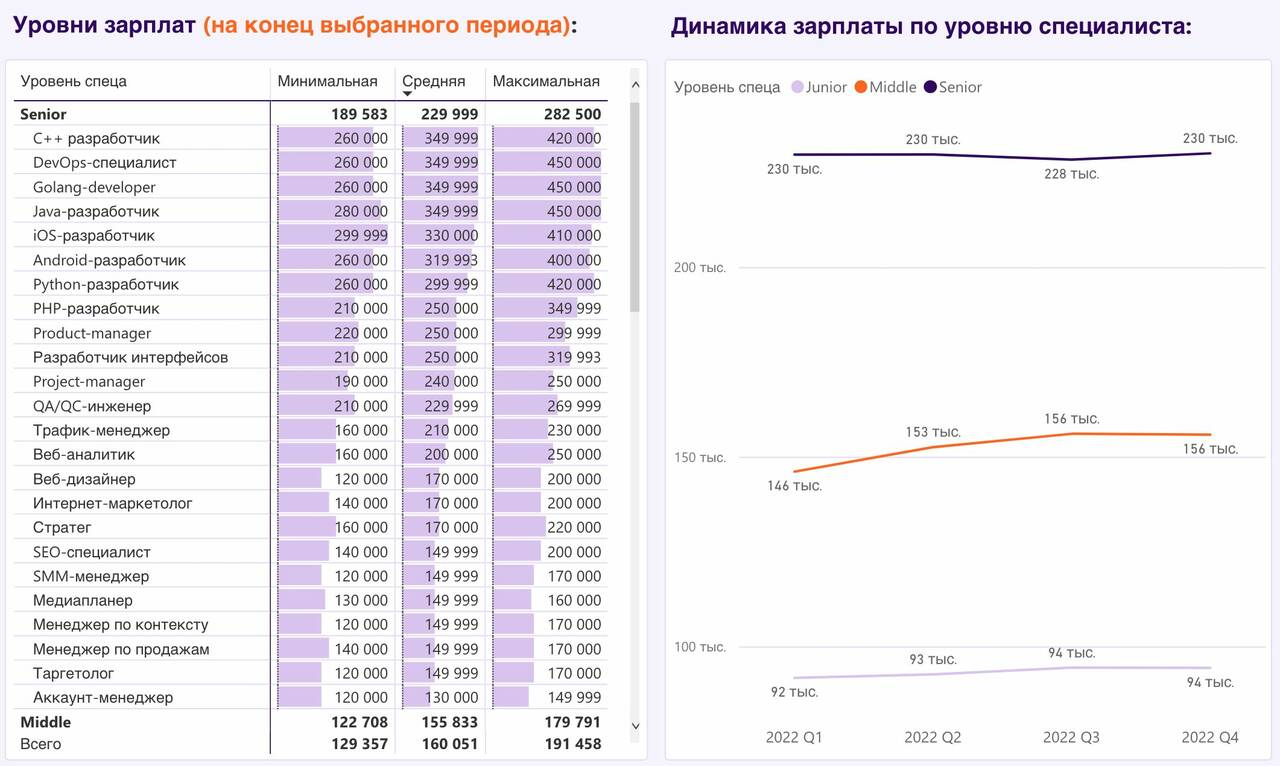 Уровни зарплат (на конец выбранного периода):
Уровень спеца Минимальная Средняя Максимальная
Senior 189 583 229 999 282 500
C++ разработчик 260 000 349 999 420 000
DevOps-специалист 260 000 349 999 450 000
Golang-developer 260 000 349 999 450 000
Java-разработчик 280 000 349 999 450 000
iOS-разработчик 299 999 330 000 410 000
Android-разработчик 260 000 319 993 400 000
Python-разработчик 260 000 299 999 420 000
PHP-разработчик 210 000 250 000 349 999
Product-manager 220 000 250 000 299 999
Разработчик интерфейсов 210 000 250 000 319 993
Project-manager 190 000 240 000 250 000
QA/QC-инженер 210 000 229 999 269 999
Трафик-менеджер 160 000 210 000 230 000
Веб-аналитик 160 000 200 000 250 000
Веб-дизайнер 120 000 170 000 200 000
Интернет-маркетолог 140 000 170 000 200 000
Стратег 160 000 170 000 220 000
SEO-специалист 140 000 149 999 200 000
SMM-менеджер 120 000 149 999 170 000
Медиапланер 130 000 149 999 160 000
Менеджер по контексту 120 000 149 999 170 000
Менеджер по продажам 140 000 149 999 170 000
Таргетолог 120 000 149 999 170 000
Аккаунт-менеджер 120 000 130 000 149 999
Middle 122 708 155 833 179 791
Всего 129 357 160 051 191 458
Динамика зарплаты по уровню специалиста:
Уровень спеца Junior Middle Senior
230 тыс. 230 тыс. 228 тыс. 230 тыс.
200 тыс.
146 тыс. 153 тыс. 156 тыс. 156 тыс.
150 тыс.
100 тыс.
92 тыс. 93 тыс. 94 тыс. 94 тыс.
2022 Q1 2022 Q2 2022 Q3 2022 Q4